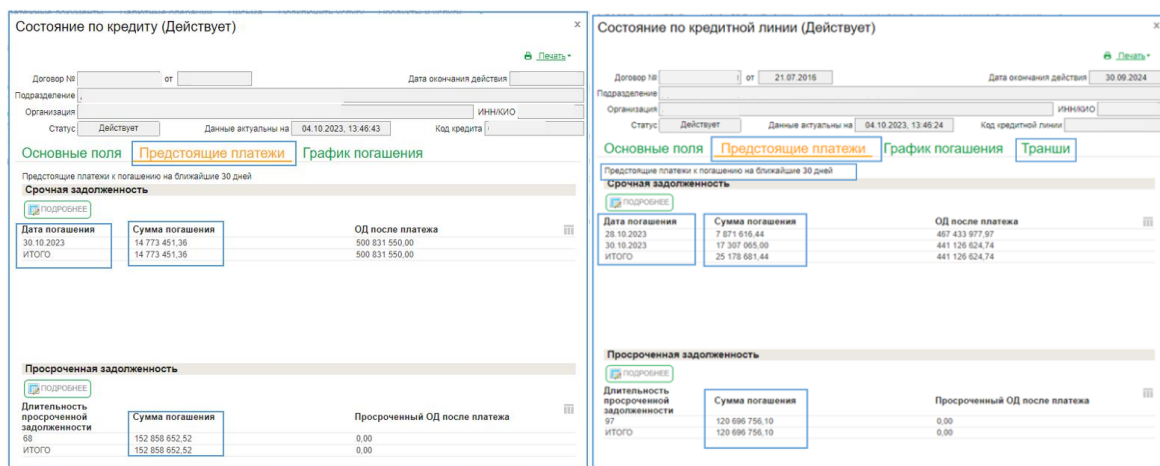 Состояние по кредиту (Действует)
x
Печать
Договор №
от
Дата окончания действия
Подразделение
Организация
ИНН/КИО
Статус Действует Данные актуальны на 04.10.2023, 13:46:43 Код кредита
Основные поля Предстоящие платежи График погашения
Предстоящие платежи к погашению на ближайшие 30 дней
Срочная задолженность
ПОДРОБНЕЕ
Дата погашения Сумма погашения ОД после платежа
30.10.2023 14 773 451,36 500 831 550,00
ИТОГО 14 773 451,36 500 831 550,00
Просроченная задолженность
ПОДРОБНЕЕ
Длительность просроченной задолженности Сумма погашения Просроченный ОД после платежа
68 152 858 652,52 0,00
ИТОГО 152 858 652,52 0,00
Состояние по кредитной линии (Действует)
x
Печать
Договор № от 21.07.2016 Дата окончания действия 30.09.2024
Подразделение
Организация
ИНН/КИО
Статус Действует Данные актуальны на 04.10.2023, 13:46:24 Код кредитной линии
Основные поля Предстоящие платежи График погашения Транши
Предстоящие платежи к погашению на ближайшие 30 дней
Срочная задолженность
ПОДРОБНЕЕ
Дата погашения Сумма погашения ОД после платежа
28.10.2023 7 871 616,44 467 433 977,97
30.10.2023 17 307 065,00 441 126 624,74
ИТОГО 25 178 681,44 441 126 624,74
Просроченная задолженность
ПОДРОБНЕЕ
Длительность просроченной задолженности Сумма погашения Просроченный ОД после платежа
97 120 696 756,10 0,00
ИТОГО 120 696 756,10 0,00